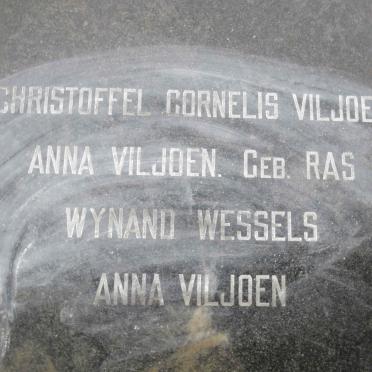 CHRISTOFFEL CORNELIS VILJOE
ANNA VILJOEN. GEB. RAS
WYNAND WESSELS
ANNA VILJOEN